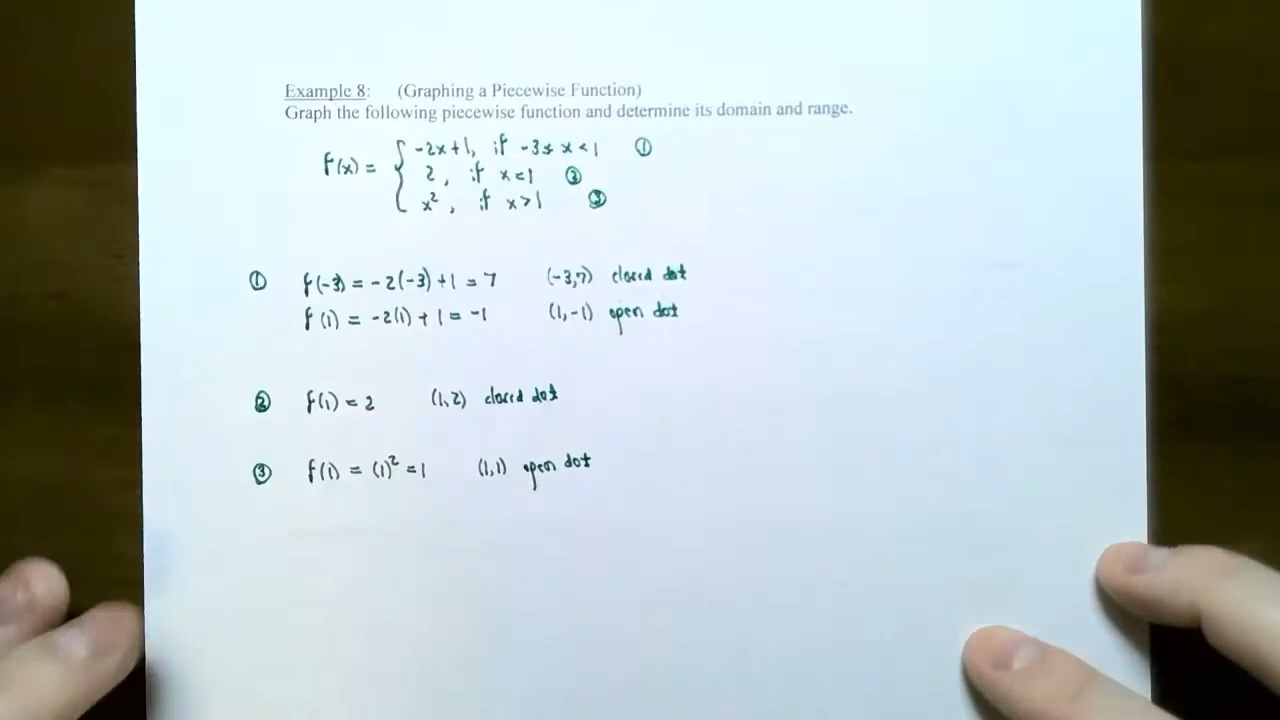 Example 8: (Graphing a Piecewise Function)
Graph the following piecewise function and determine its domain and range.
f(x) = { -2x+1, if -3 ≤ x < 1 ①
2, if x=1 ②
x², if x>1 ③
① f(-3) = -2(-3)+1 = 7 (-3,7) closed dot
f(1) = -2(1)+1 = -1 (1,-1) open dot
② f(1) = 2 (1,2) closed dot
③ f(1) = (1)² = 1 (1,1) open dot